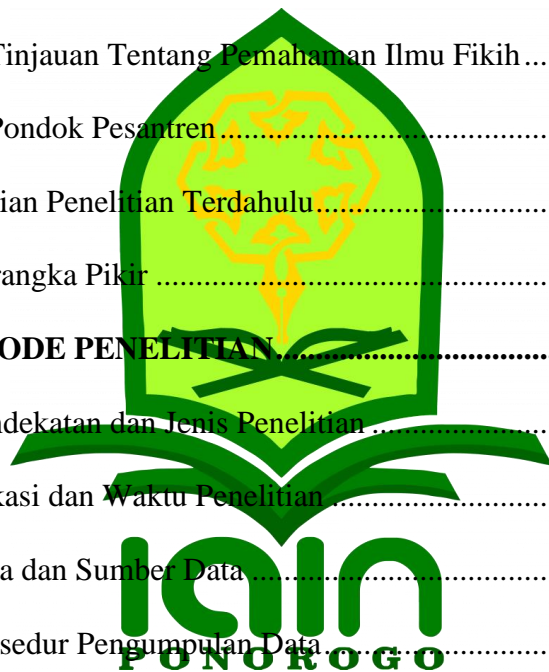 Tinjauan Tentang Pemahaman Ilmu Fikih ...
Pondok Pesantren..........................................
ian Penelitian Terdahulu.............................
rangka Pikir ..................................................
ODE PENELITIAN..................................
ndekatan dan Jenis Penelitian ......................
kasi dan Waktu Penelitian ...........................
a dan Sumber Data ......................................
sedur Pengumpulan Data............................
IAIN
PONOROGO